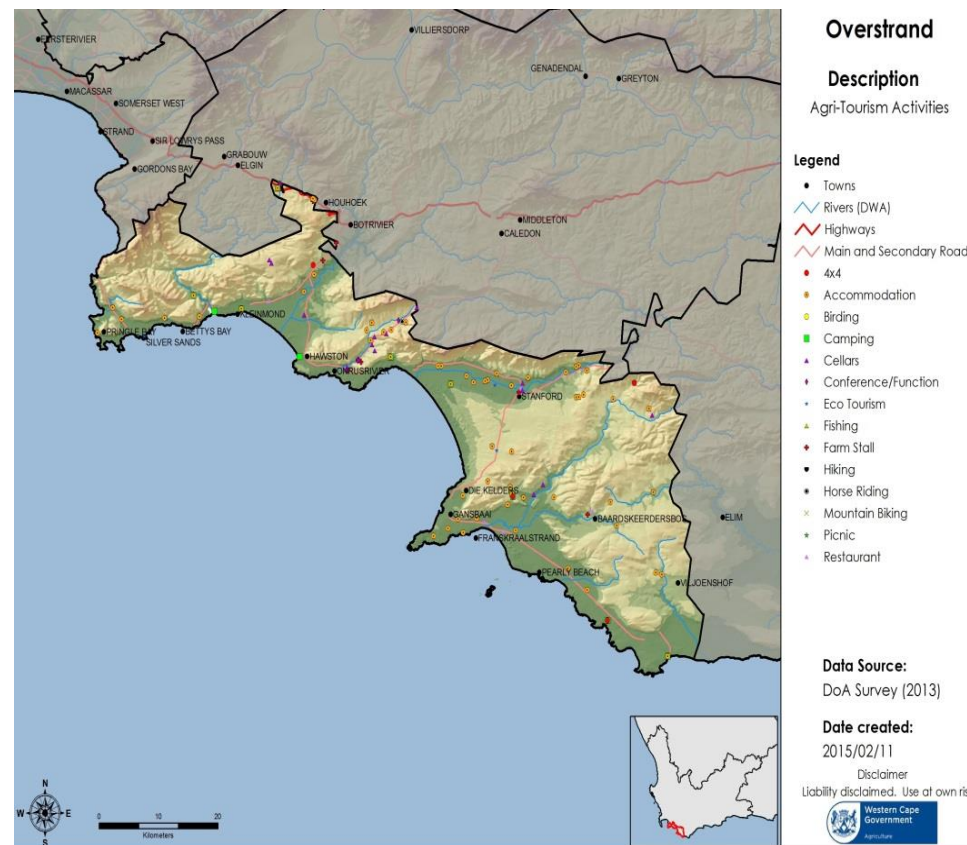 Overstrand
Description
Agri-Tourism Activities
Legend
Towns
Rivers (DWA)
Highways
Main and Secondary Road
4x4
Accommodation
Birding
Camping
Cellars
Conference/Function
Eco Tourism
Fishing
Farm Stall
Hiking
Horse Riding
Mountain Biking
Picnic
Restaurant
Data Source:
DoA Survey (2013)
Date created:
2015/02/11
Disclaimer
Liability disclaimed. Use at own ris
Western Cape
Government
Agriculture
VILLIERSDORP
EERSTERIVIER
GENADENDAL
GREYTON
MACASSAR
SOMERSET WEST
STRAND
SIR LOWRYS PASS
GRABOUW
ELGIN
GORDONS BAY
HOUHOEK
BOTRIVIER
MIDDLETON
CALEDON
KLEINMOND
PRINGLE BAY
BETTYS BAY
SILVER SANDS
HAWSTON
ONRUSRIVIER
STANFORD
DIE KELDERS
GANSBAAI
BAARDSKEERDERSBOS
ELIM
FRANSKRAALSTRAND
PEARLY BEACH
VILJOENSHOF
N
W
E
S
0 10 20
Kilometers